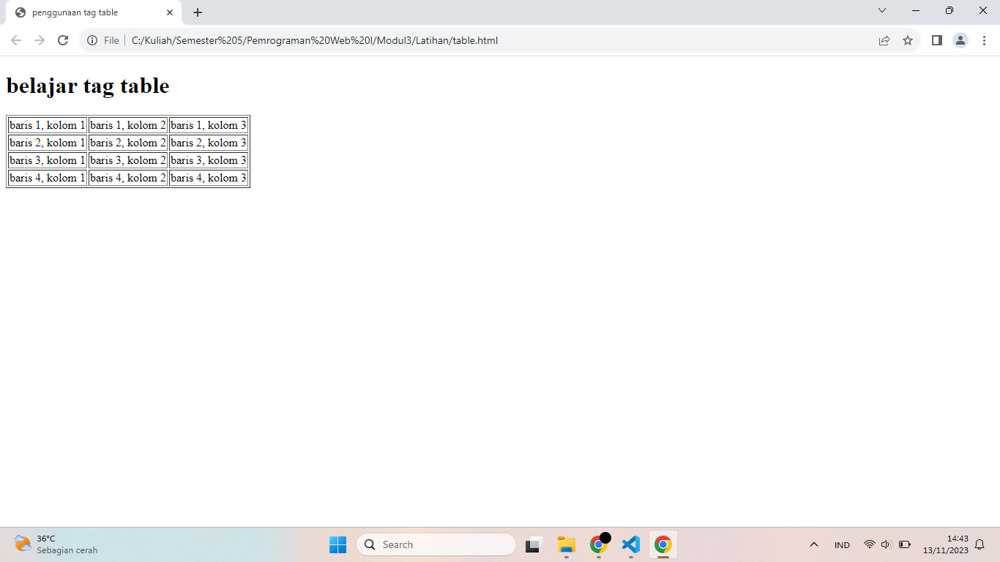 penggunaan tag table
File C:/Kuliah/Semester%205/Pemrograman%20Web%20I/Modul3/Latihan/table.html
belajar tag table
baris 1, kolom 1 baris 1, kolom 2 baris 1, kolom 3
baris 2, kolom 1 baris 2, kolom 2 baris 2, kolom 3
baris 3, kolom 1 baris 3, kolom 2 baris 3, kolom 3
baris 4, kolom 1 baris 4, kolom 2 baris 4, kolom 3
36°C
Sebagian cerah
Search
IND
14:43
13/11/2023